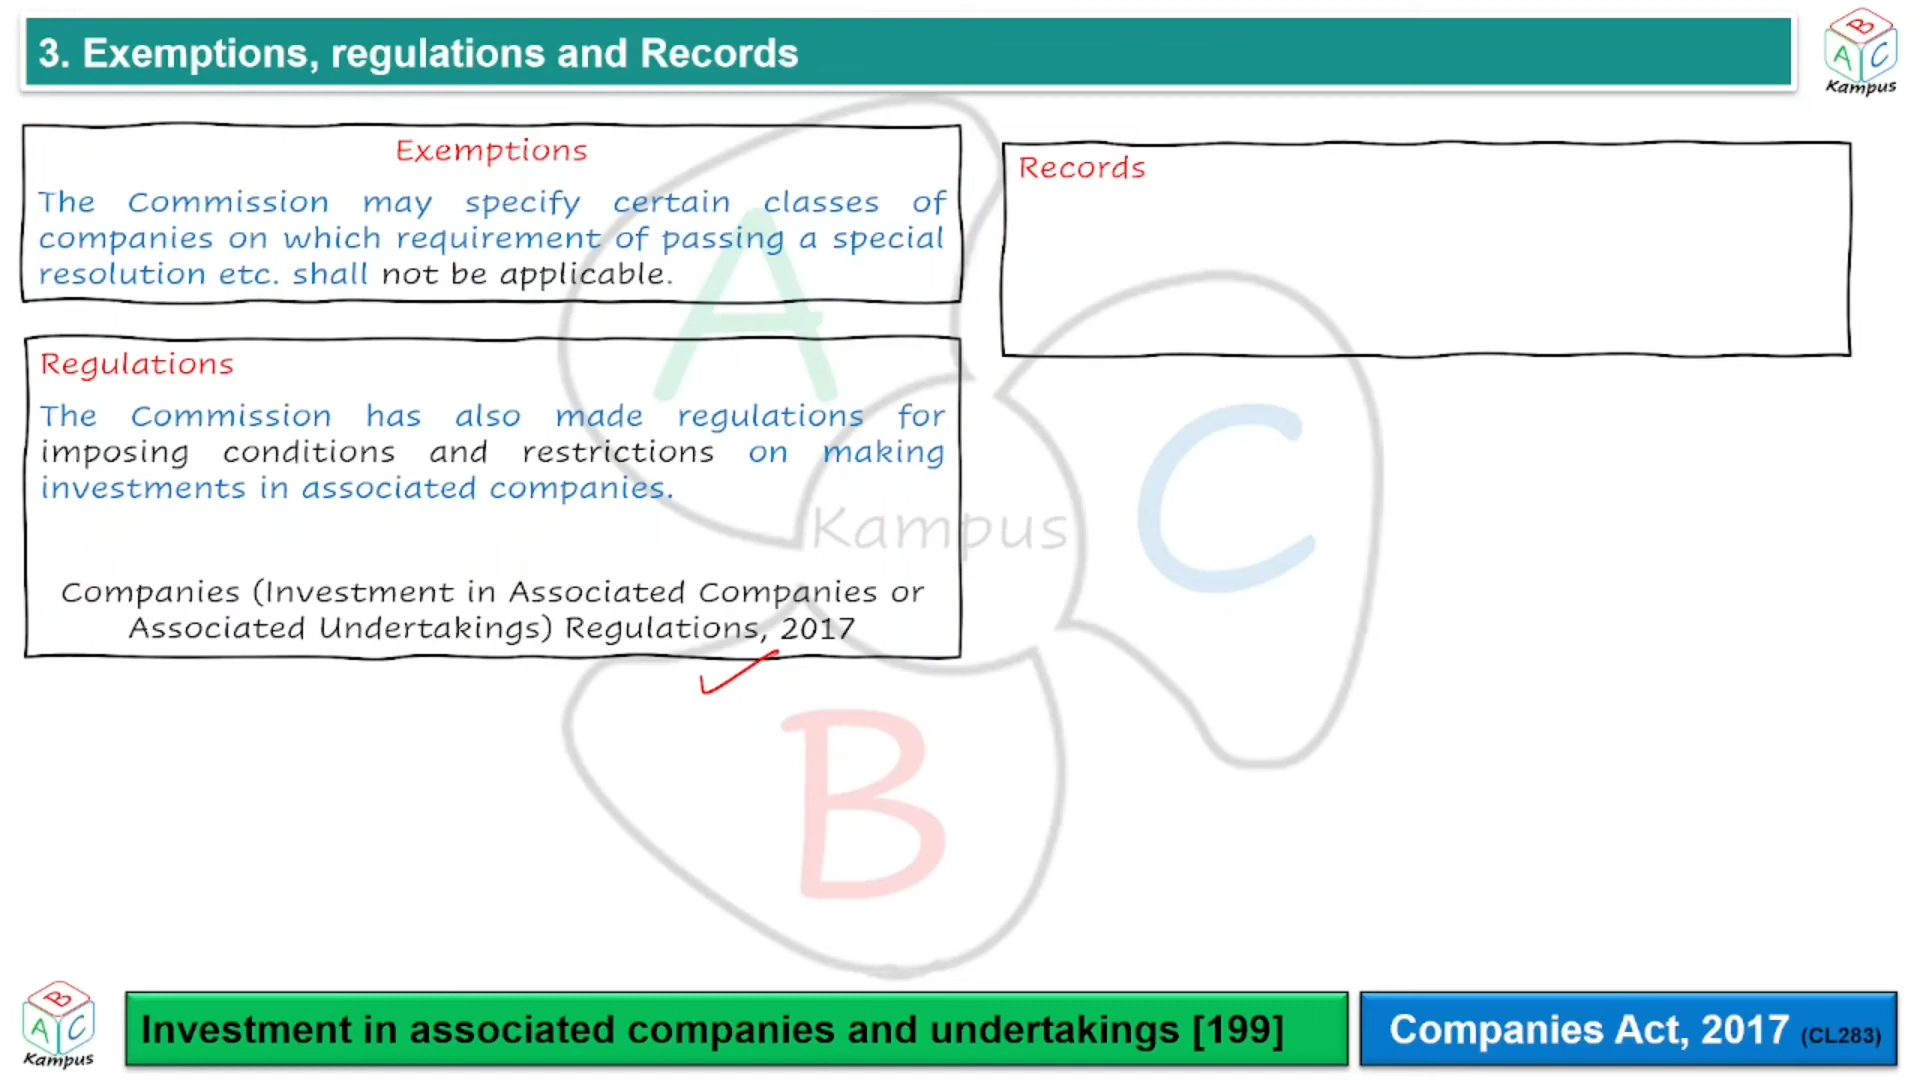 3. Exemptions, regulations and Records
B
A C
Kampus
Exemptions
The Commission may specify certain classes of
companies on which requirement of passing a special
resolution etc. shall not be applicable.
Records
Regulations
The Commission has also made regulations for
imposing conditions and restrictions on making
investments in associated companies.
Companies (Investment in Associated Companies or
Associated Undertakings) Regulations, 2017
A
Kampus
C
B
B
A C
Kampus
Investment in associated companies and undertakings [199]
Companies Act, 2017 (CL283)